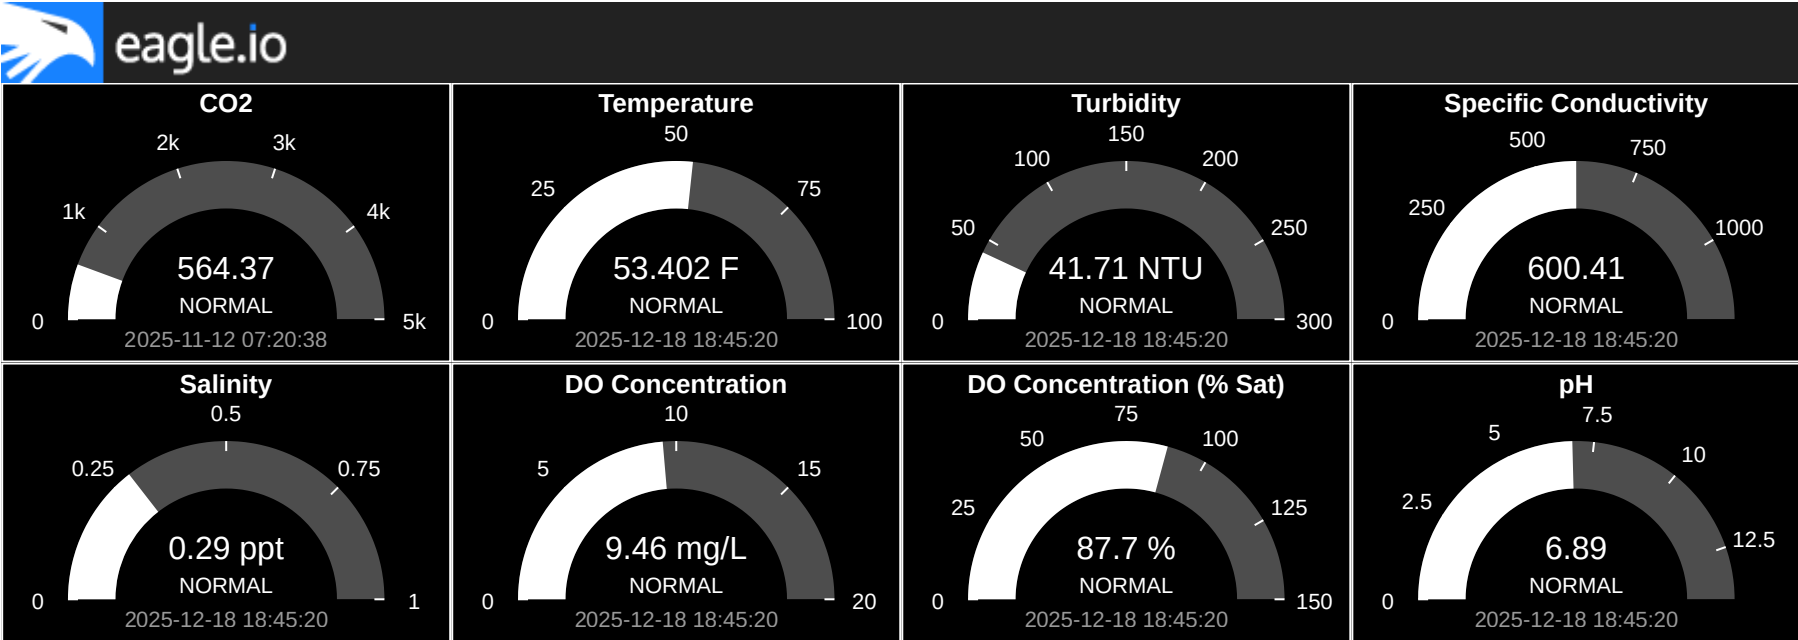 eagle.io
CO2
2k 3k
1k 4k
564.37
NORMAL
0 5k
2025-11-12 07:20:38
Temperature
50
25 75
53.402 F
NORMAL
0 100
2025-12-18 18:45:20
Turbidity
150
100 200
50 250
41.71 NTU
NORMAL
0 300
2025-12-18 18:45:20
Specific Conductivity
500 750
250 1000
600.41
NORMAL
0
2025-12-18 18:45:20
Salinity
0.5
0.25 0.75
0.29 ppt
NORMAL
0 1
2025-12-18 18:45:20
DO Concentration
10
5 15
9.46 mg/L
NORMAL
0 20
2025-12-18 18:45:20
DO Concentration (% Sat)
75
50 100
25 125
87.7 %
NORMAL
0 150
2025-12-18 18:45:20
pH
7.5
5 10
2.5 12.5
6.89
NORMAL
0
2025-12-18 18:45:20